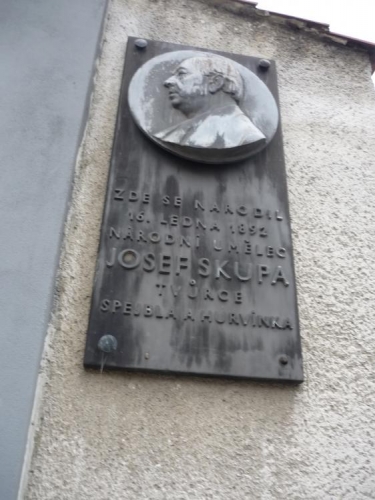 ZDE SE NARODIL
16. LEDNA 1892
NÁRODNÍ UMĚLEC
JOSEF SKUPA
TVŮRCE
SPEJBLA A HURVÍNKA